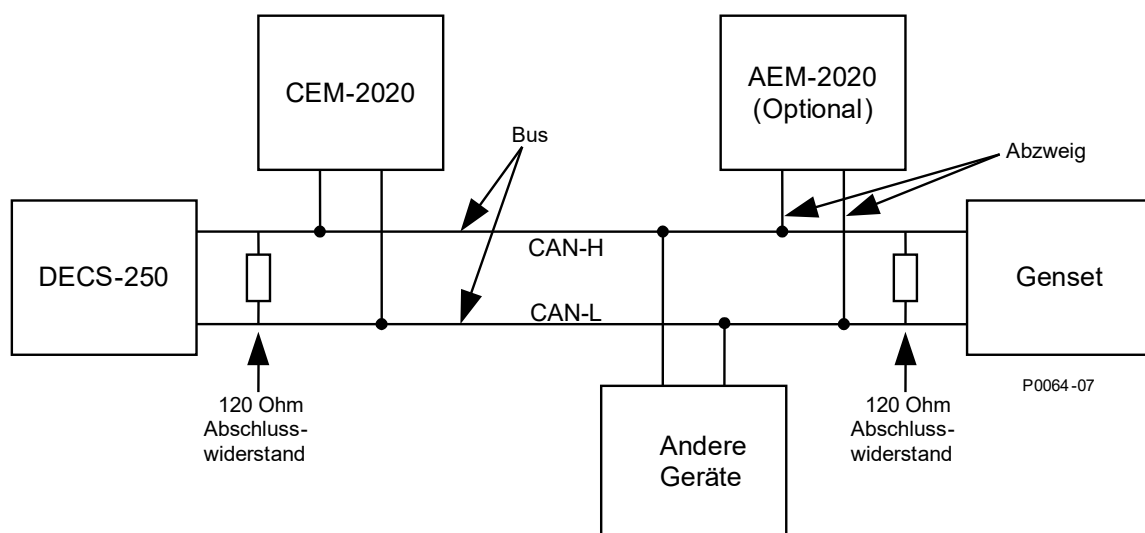 CEM-2020
AEM-2020
(Optional)
Bus
Abzweig
DECS-250
CAN-H
Genset
CAN-L
P0064-07
120 Ohm
Abschluss-
widerstand
120 Ohm
Abschluss-
widerstand
Andere
Geräte